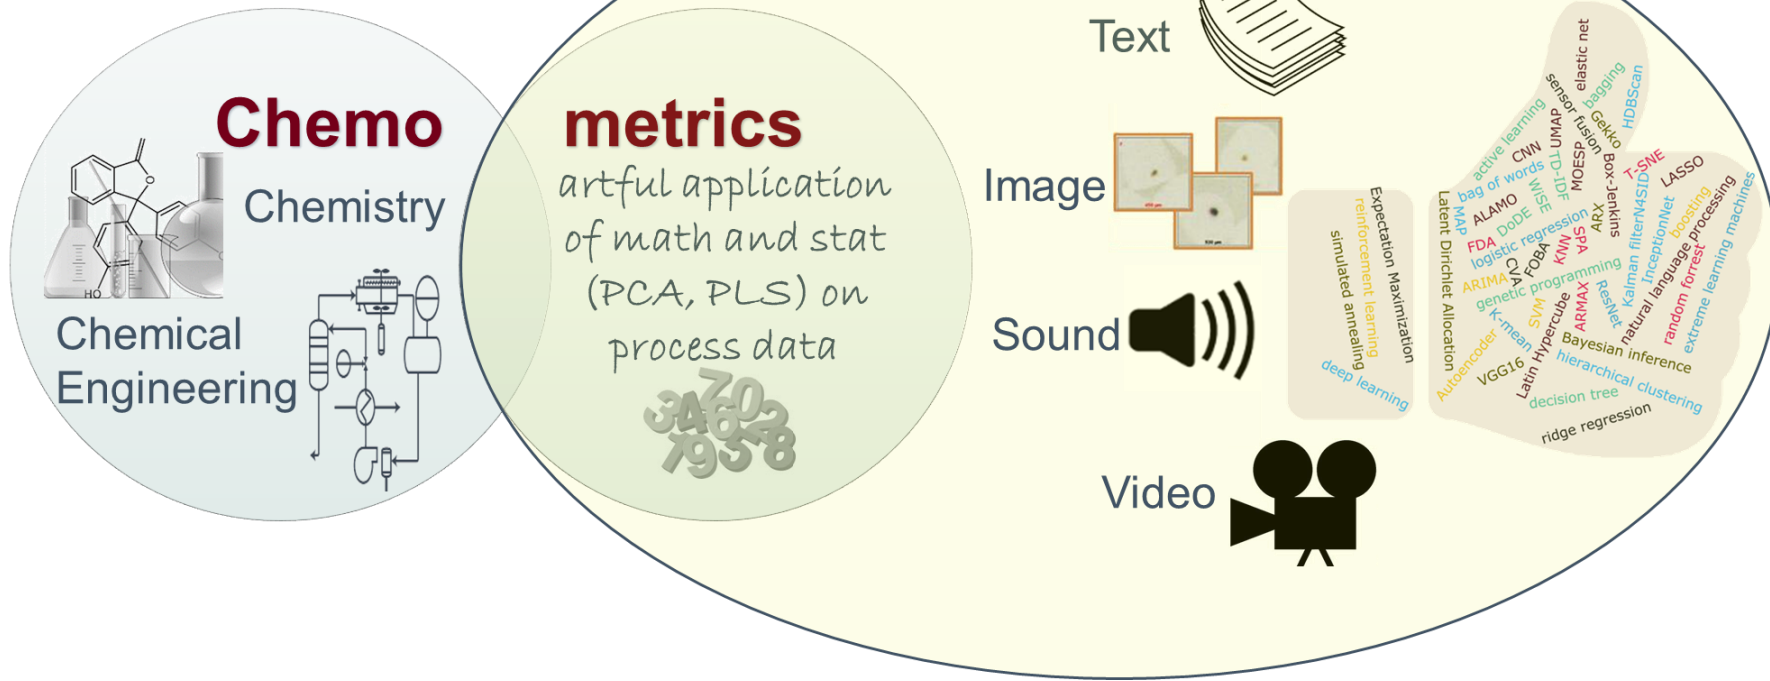 Chemo
metrics
Chemistry
Chemical
Engineering
HO
artful application
of math and stat
(PCA, PLS) on
process data
Text
Image
Sound
Video
Expectation Maximization
reinforcement learning
simulated annealing
deep learning
elastic net
sensor fusion
bagging
HDBScan
Gekko
active learning
UMAP
CNN
TD-IDF
MOESP
Box-Jenkins
T-SNE
LASSO
bag of words
WiSE
MAP
ALAMO
DoDE
ARX
Kalman filter
N4SID
InceptionNet
boosting
natural language processing
extreme learning machines
Latent Dirichlet Allocation
FDA
logistic regression
KNN
SPA
FOBA
CVA
ARIMA
genetic programming
random forrest
SVM
ARMAX
ResNet
K-mean
Latin Hypercube
Bayesian inference
Autoencoder
VGG16
hierarchical clustering
decision tree
ridge regression